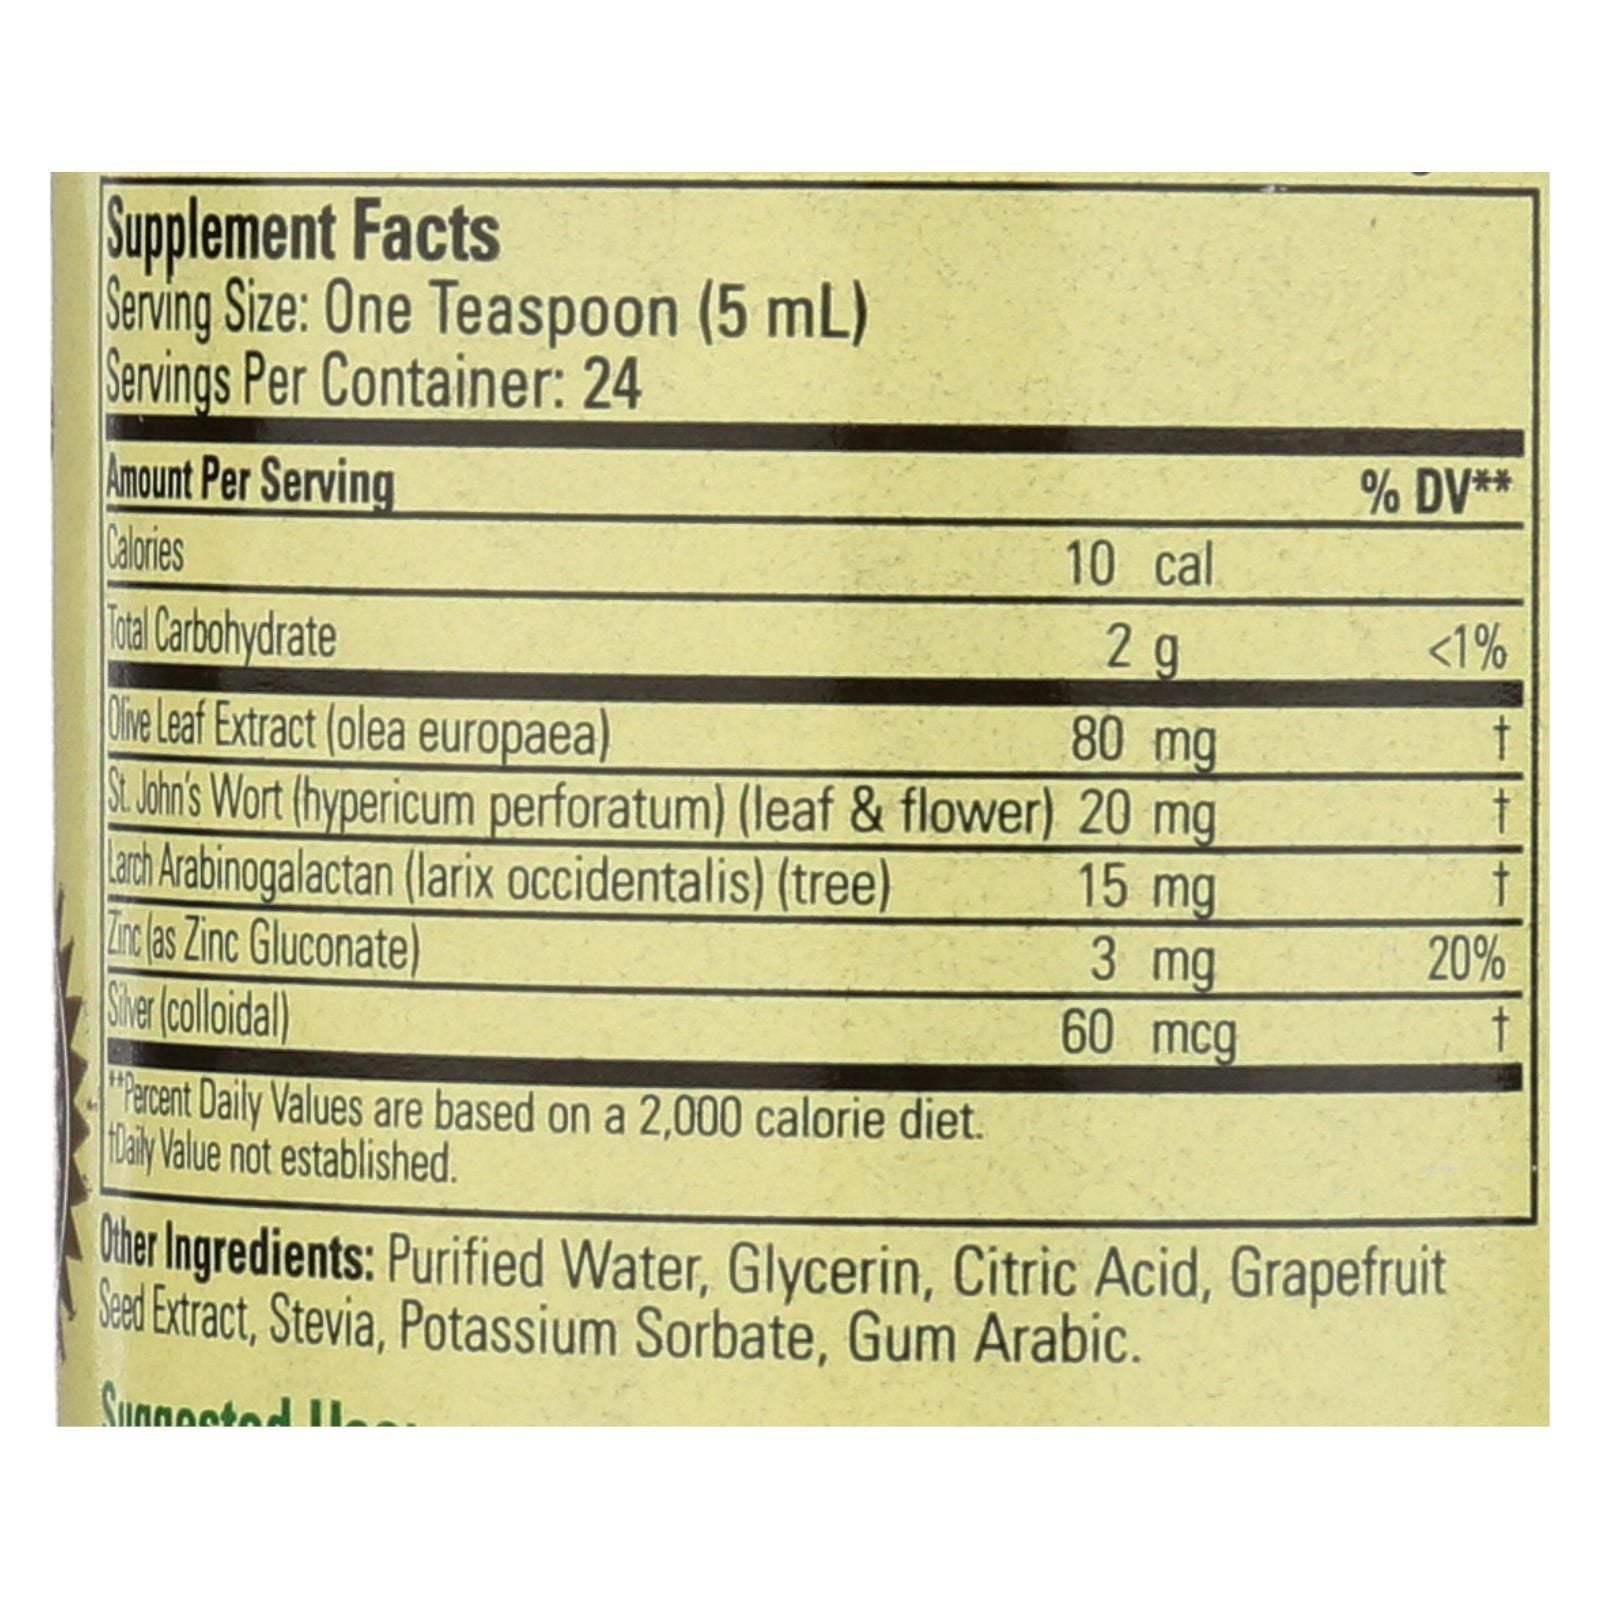 Supplement Facts
Serving Size: One Teaspoon (5 mL)
Servings Per Container: 24
Amount Per Serving % DV**
Calories 10 cal
Total Carbohydrate 2 g <1%
Olive Leaf Extract (olea europaea) 80 mg †
St. John's Wort (hypericum perforatum) (leaf & flower) 20 mg †
Larch Arabinogalactan (larix occidentalis) (tree) 15 mg †
Zinc (as Zinc Gluconate) 3 mg 20%
Silver (colloidal) 60 mcg †
**Percent Daily Values are based on a 2,000 calorie diet.
†Daily Value not established.
Other Ingredients: Purified Water, Glycerin, Citric Acid, Grapefruit
Seed Extract, Stevia, Potassium Sorbate, Gum Arabic.
Suggested Use: